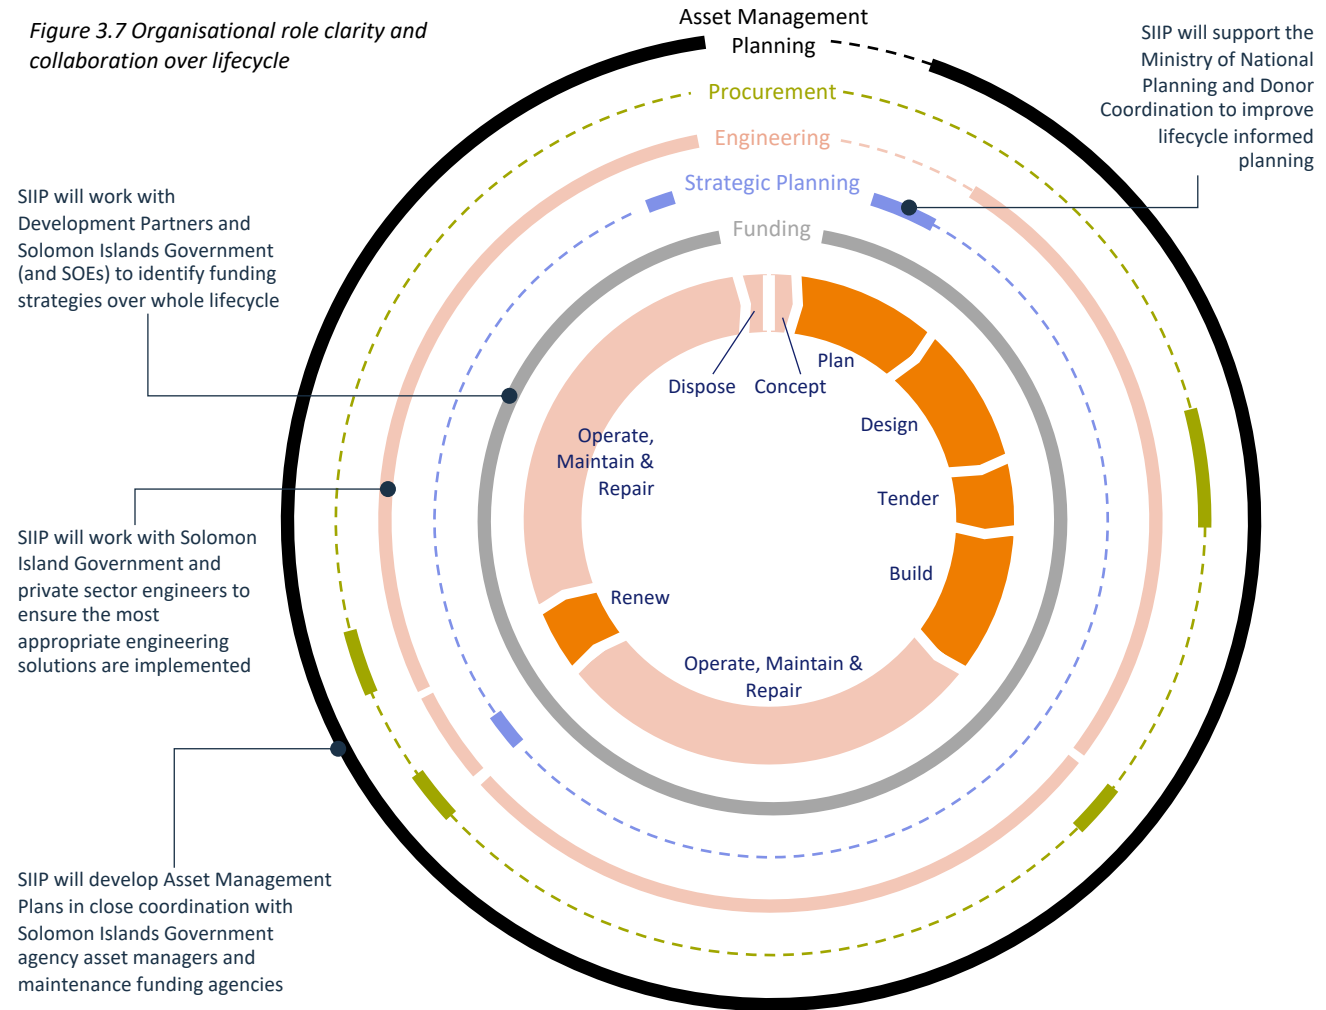 Figure 3.7 Organisational role clarity and
collaboration over lifecycle
Asset Management
Planning
Procurement
Engineering
Strategic Planning
Funding
SIIP will support the
Ministry of National
Planning and Donor
Coordination to improve
lifecycle informed
planning
SIIP will work with
Development Partners and
Solomon Islands Government
(and SOEs) to identify funding
strategies over whole lifecycle
SIIP will work with Solomon
Island Government and
private sector engineers to
ensure the most
appropriate engineering
solutions are implemented
SIIP will develop Asset Management
Plans in close coordination with
Solomon Islands Government
agency asset managers and
maintenance funding agencies
Dispose
Concept
Plan
Design
Tender
Build
Operate, Maintain &
Repair
Renew
Operate,
Maintain &
Repair